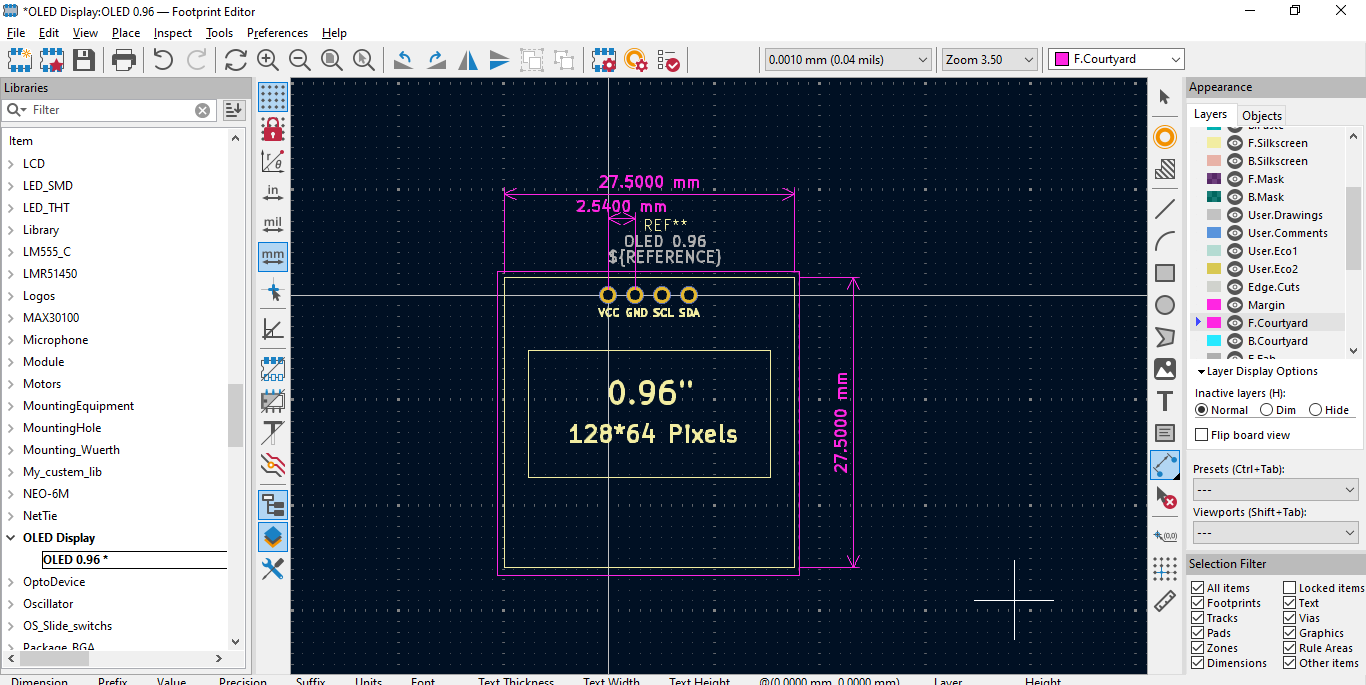 *OLED Display:OLED 0.96 — Footprint Editor
File Edit View Place Inspect Tools Preferences Help
0.0010 mm (0.04 mils)
Zoom 3.50
F.Courtyard
Libraries
Filter
Item
LCD
LED_SMD
LED_THT
Library
LM555_C
LMR51450
Logos
MAX30100
Microphone
Module
Motors
MountingEquipment
MountingHole
Mounting_Wuerth
My_custem_lib
NEO-6M
NetTie
OLED Display
OLED 0.96 *
OptoDevice
Oscillator
OS_Slide_switchs
Package_BGA
in
mil
mm
27.5000 mm
2.5400 mm
REF**
OLED 0.96
${REFERENCE}
VCC GND SCL SDA
0.96"
128*64 Pixels
27.5000 mm
(0,0)
Appearance
Layers Objects
B.Paste
F.Silkscreen
B.Silkscreen
F.Mask
B.Mask
User.Drawings
User.Comments
User.Eco1
User.Eco2
Edge.Cuts
Margin
F.Courtyard
B.Courtyard
F.Fab
Layer Display Options
Inactive layers (H):
Normal Dim Hide
Flip board view
Presets (Ctrl+Tab):
---
Viewports (Shift+Tab):
---
Selection Filter
All items Locked items
Footprints Text
Tracks Vias
Pads Graphics
Zones Rule Areas
Dimensions Other items
Dimension Prefix Value Precision Suffix Units Font Text Thickness Text Width Text Height @(0.0000 mm, 0.0000 mm) Layer Height